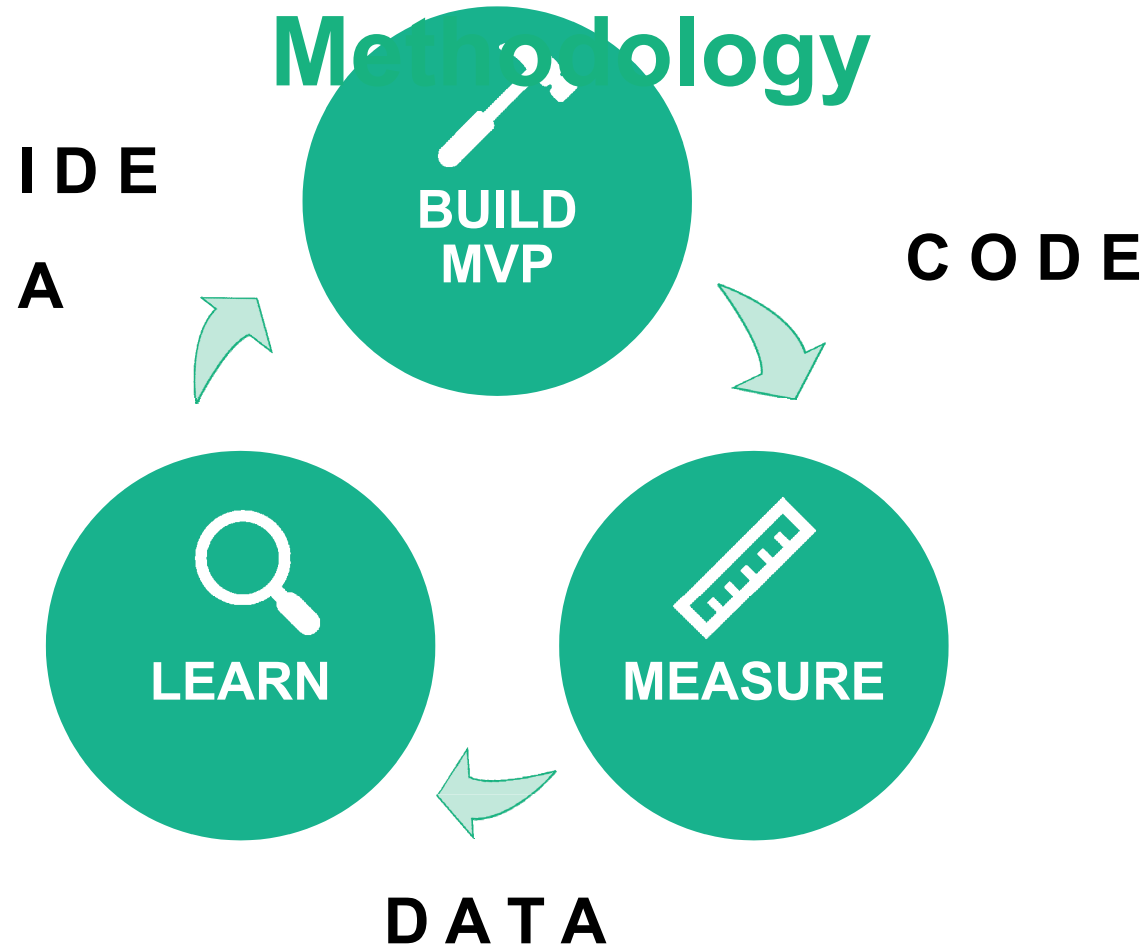 Methodology
I D E
A
BUILD
MVP
C O D E
LEARN
MEASURE
D A T A